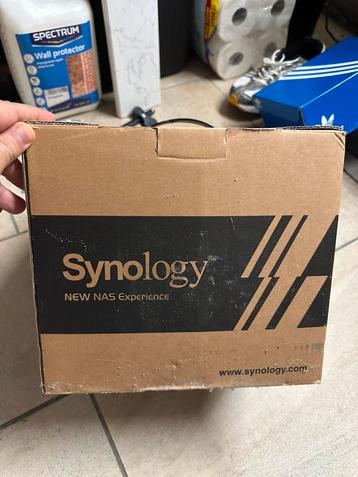 SPECTRUM
Wall protector
Synology
NEW NAS Experience
www.synology.com